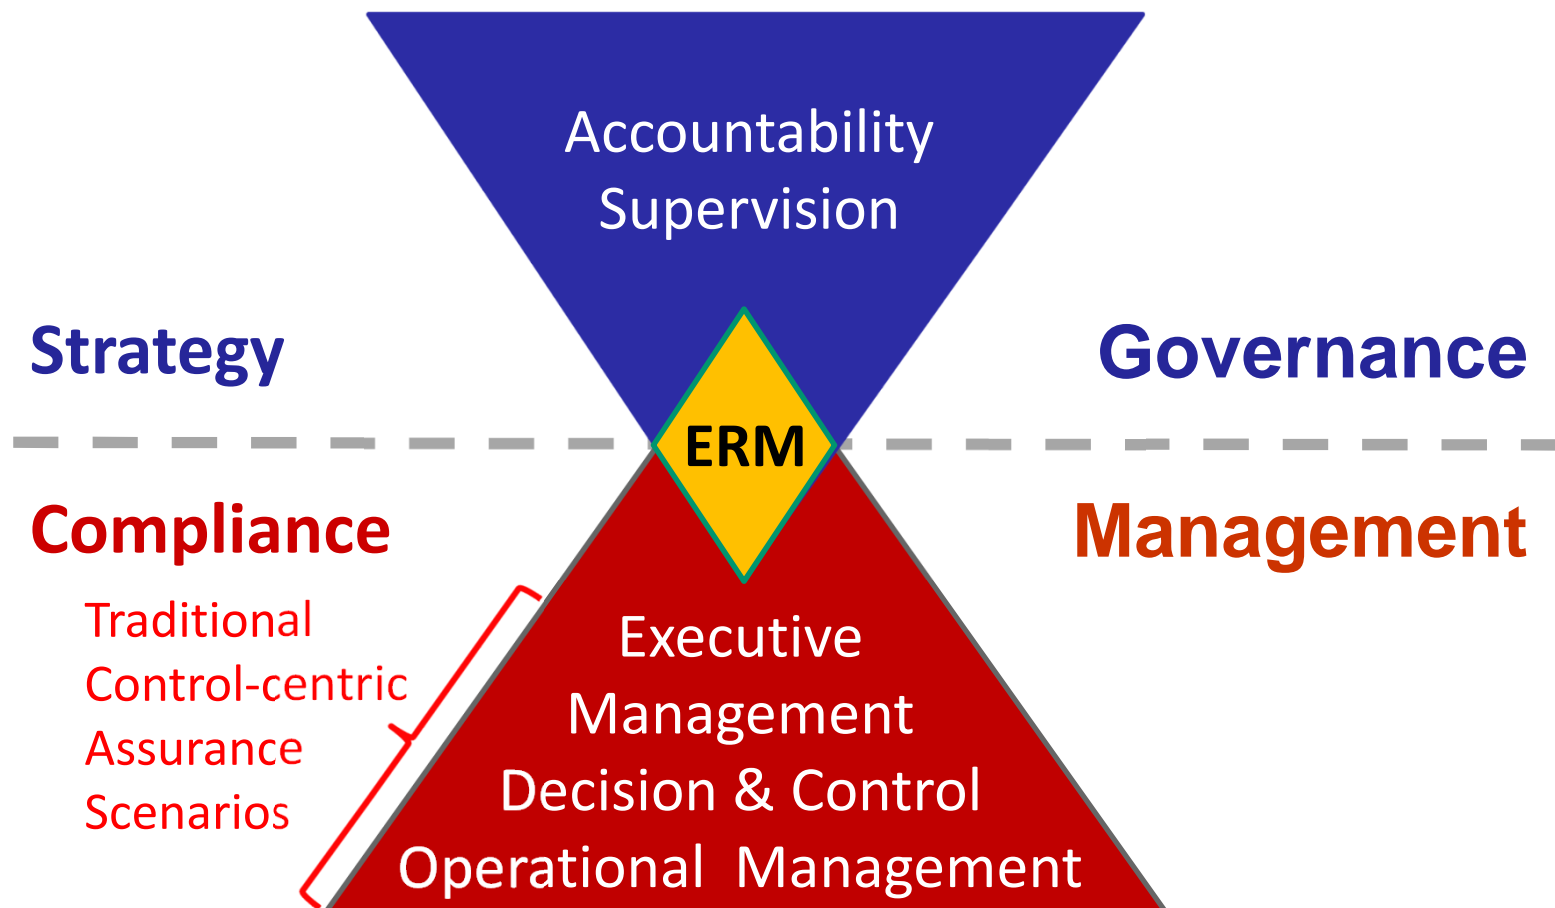 Accountability
Supervision
Strategy
Governance
ERM
Compliance
Management
Traditional
Control-centric
Assurance
Scenarios
Executive
Management
Decision & Control
Operational Management